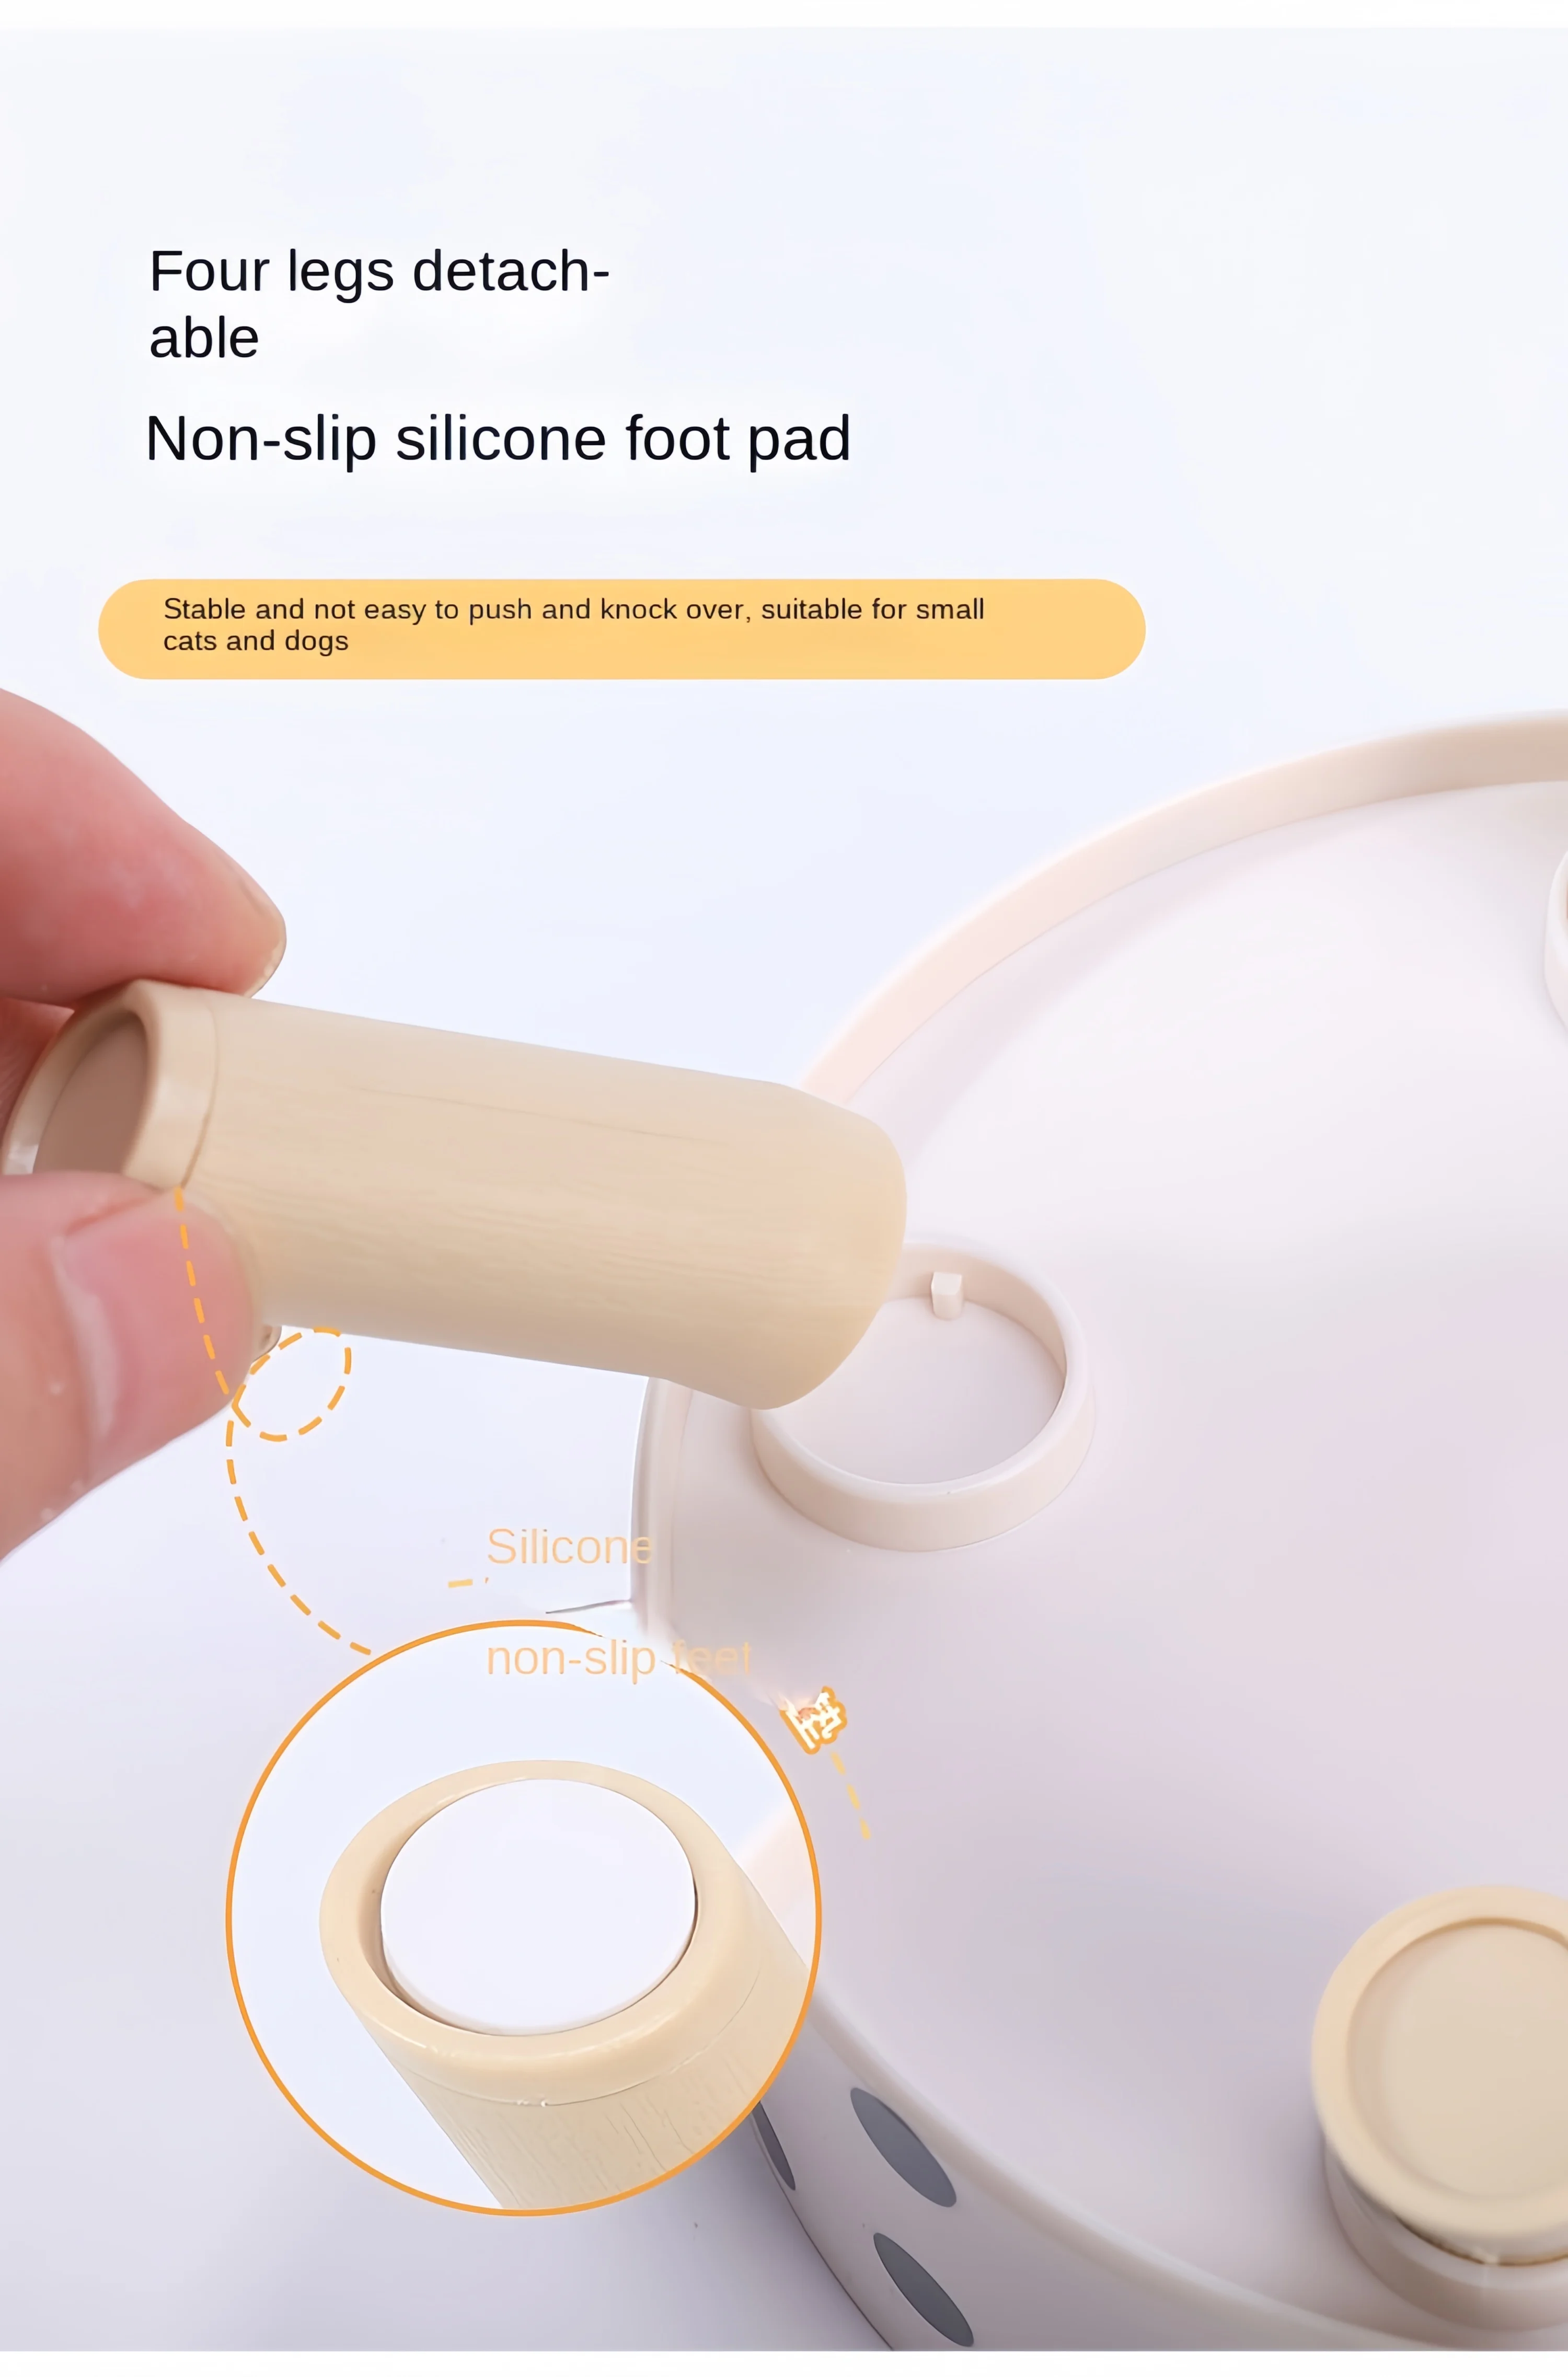 Four legs detach-
able
Non-slip silicone foot pad
Stable and not easy to push and knock over, suitable for small
cats and dogs
Silicone
non-slip feet
垫